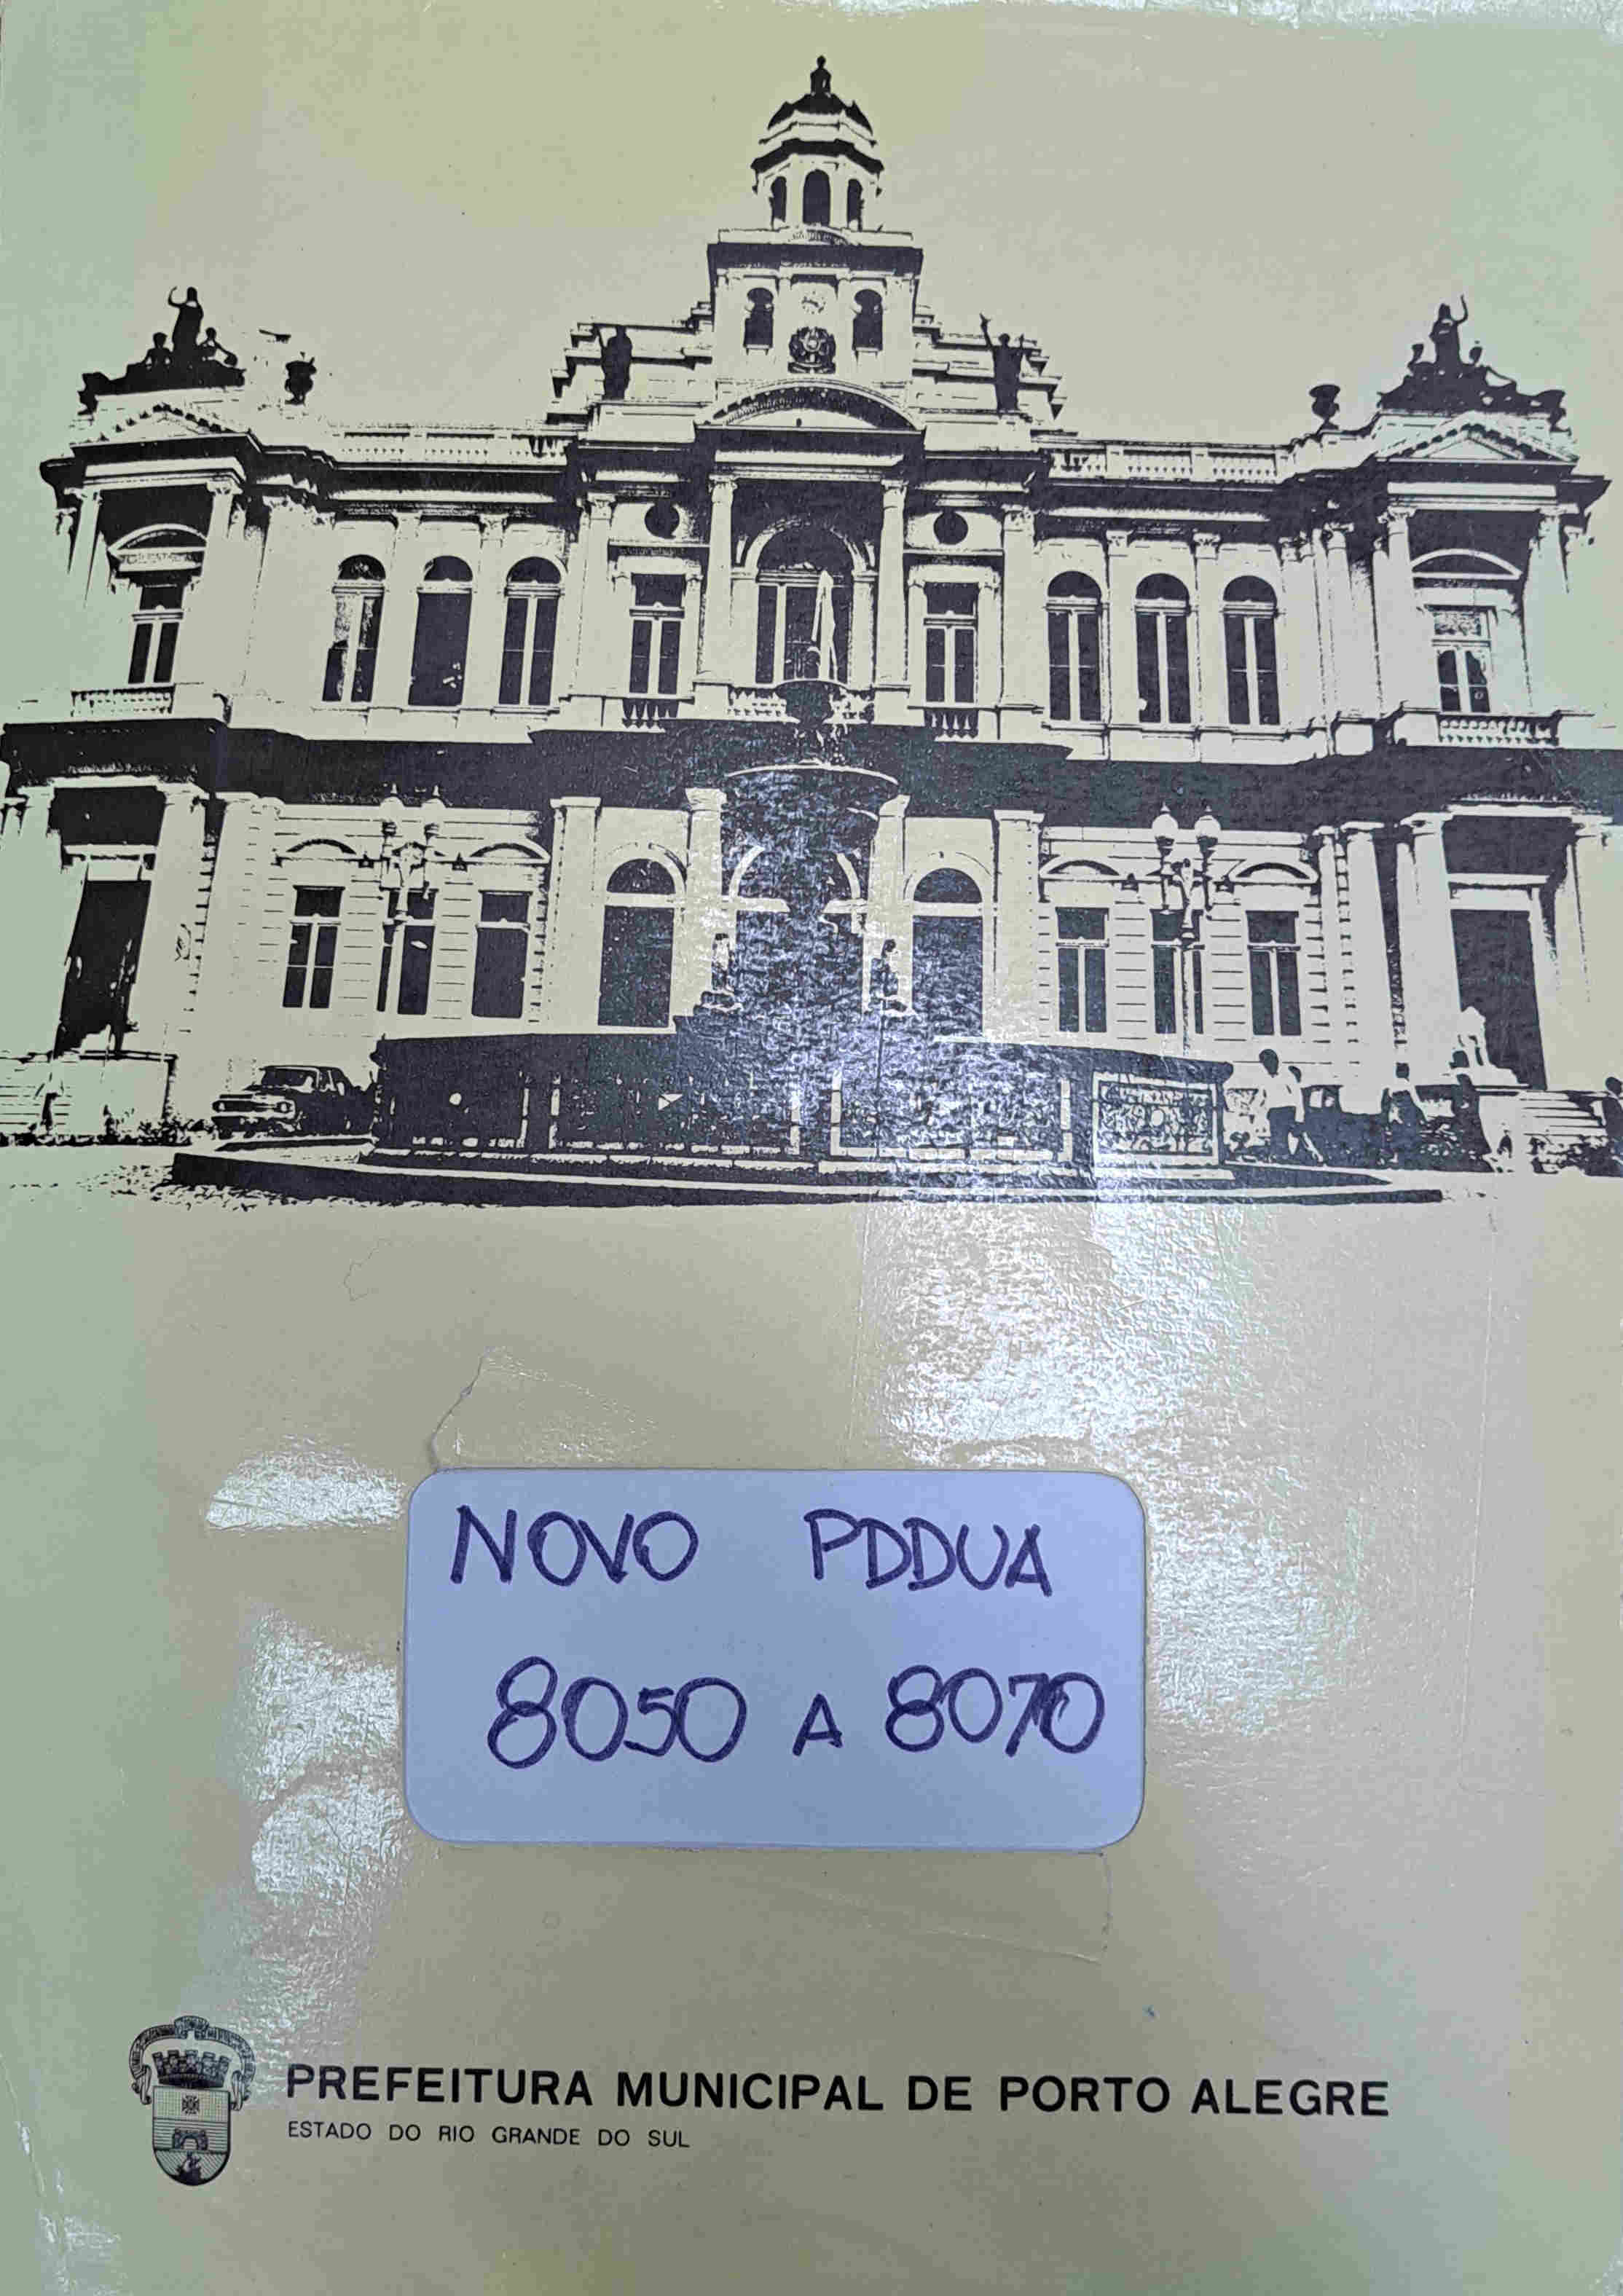 NOVO PDDUA
8050 A 8070
PREFEITURA MUNICIPAL DE PORTO ALEGRE
ESTADO DO RIO GRANDE DO SUL